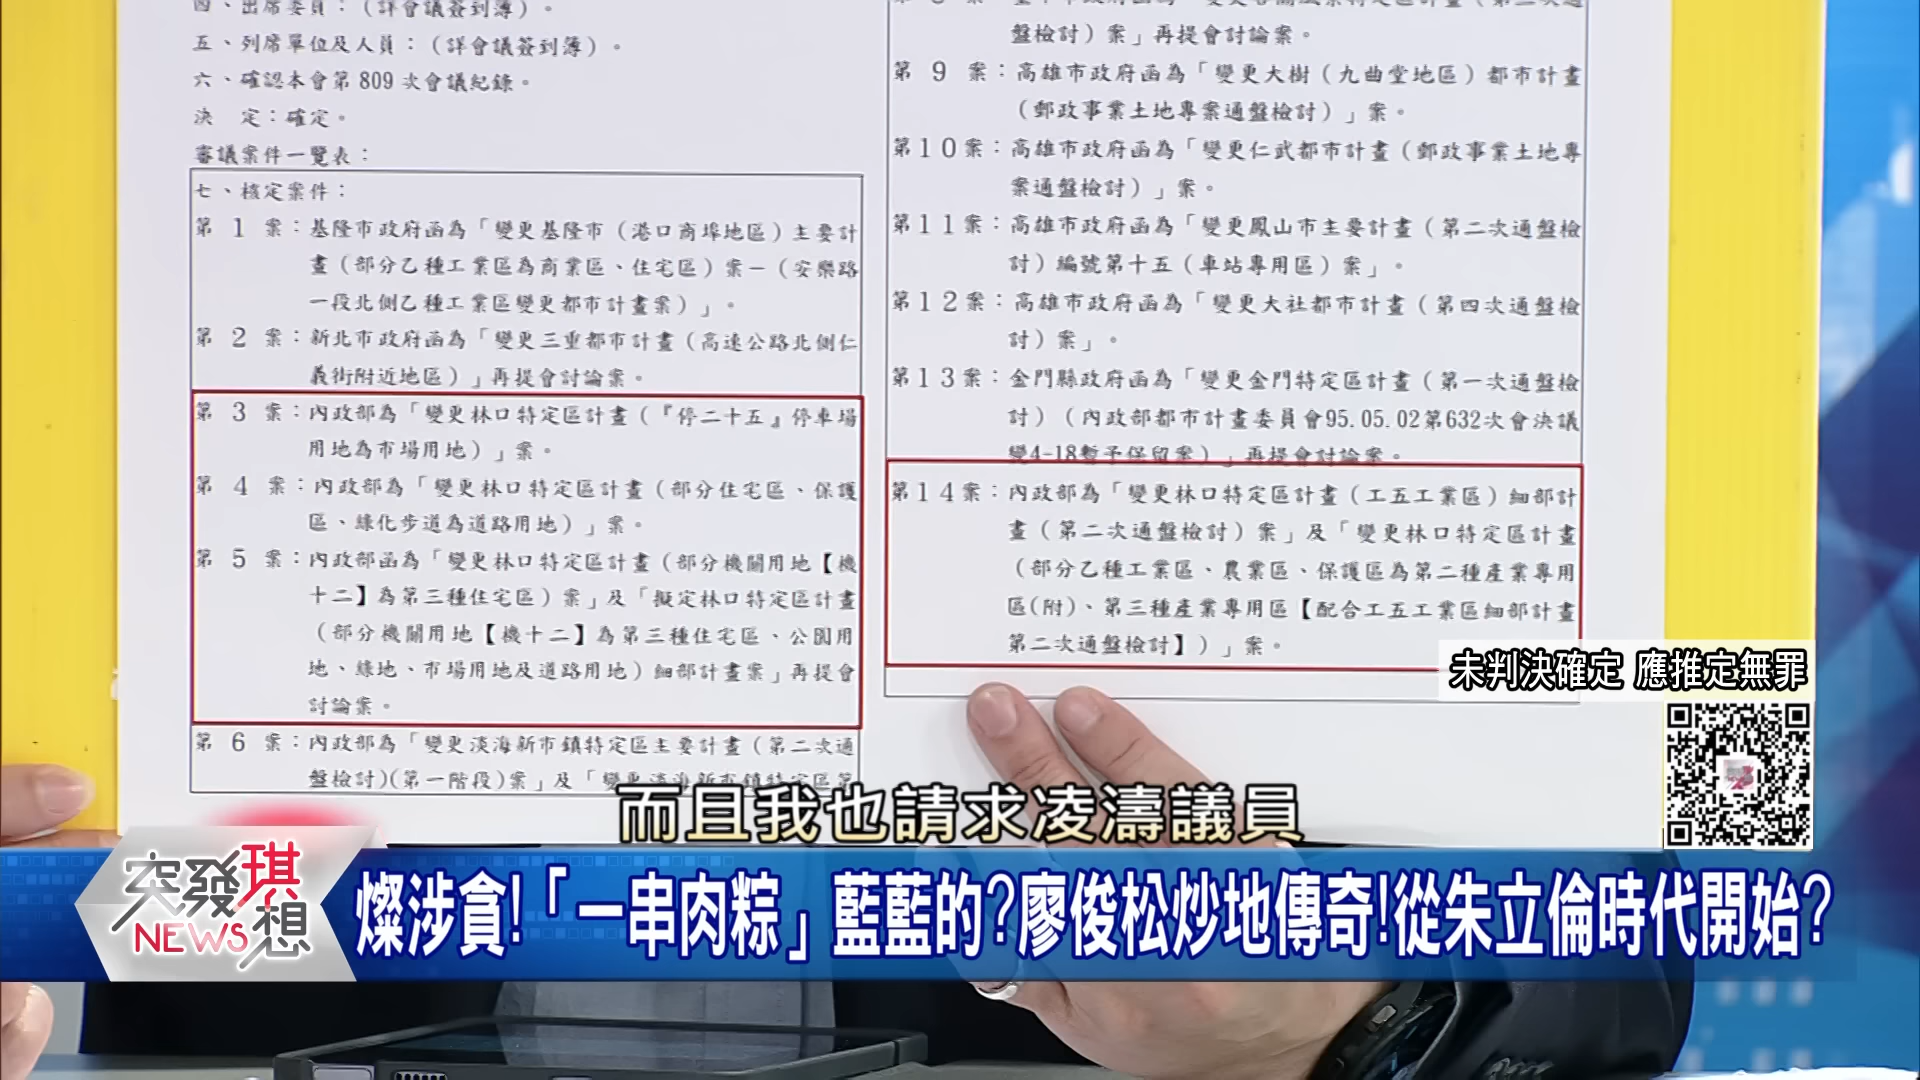 四、出席委員：（詳會議簽到簿）。
五、列席單位及人員：（詳會議簽到簿）。
六、確認本會第809次會議紀錄。
決　定：確定。
審議案件一覽表：
七、核定案件：
第 1 案：基隆市政府函為「變更基隆市（港口商埠地區）主要計
畫（部分乙種工業區為商業區、住宅區）案－（安樂路
一段北側乙種工業區變更都市計畫案）」。
第 2 案：新北市政府函為「變更三重都市計畫（高速公路北側仁
義街附近地區）」再提會討論案。
第 3 案：內政部為「變更林口特定區計畫（『停二十五』停車場
用地為市場用地）」案。
第 4 案：內政部為「變更林口特定區計畫（部分住宅區、保護
區、綠化步道為道路用地）」案。
第 5 案：內政部函為「變更林口特定區計畫（部分機關用地【機
十二】為第三種住宅區）案」及「擬定林口特定區計畫
（部分機關用地【機十二】為第三種住宅區、公園用
地、綠地、市場用地及道路用地）細部計畫案」再提會
討論案。
第 6 案：內政部為「變更淡海新市鎮特定區主要計畫（第二次通
盤檢討)(第一階段)案」及「變更淡海新市鎮特定區第
盤檢討）案」再提會討論案。
第 9 案：高雄市政府函為「變更大樹（九曲堂地區）都市計畫
（郵政事業土地專案通盤檢討）」案。
第10案：高雄市政府函為「變更仁武都市計畫（郵政事業土地專
案通盤檢討）」案。
第11案：高雄市政府函為「變更鳳山市主要計畫（第二次通盤檢
討）編號第十五（車站專用區）案」。
第12案：高雄市政府函為「變更大社都市計畫（第四次通盤檢
討）案」。
第13案：金門縣政府函為「變更金門特定區計畫（第一次通盤檢
討）（內政部都市計畫委員會95.05.02第632次會決議
變4-18暫予保留案）」再提會討論案。
第14案：內政部為「變更林口特定區計畫（工五工業區）細部計
畫（第二次通盤檢討）案」及「變更林口特定區計畫
（部分乙種工業區、農業區、保護區為第二種產業專用
區(附)、第三種產業專用區【配合工五工業區細部計畫
第二次通盤檢討】）」案。
未判決確定 應推定無罪
而且我也請求凌濤議員
突發琪想
NEWS
燦涉貪!「一串肉粽」藍藍的?廖俊松炒地傳奇!從朱立倫時代開始?